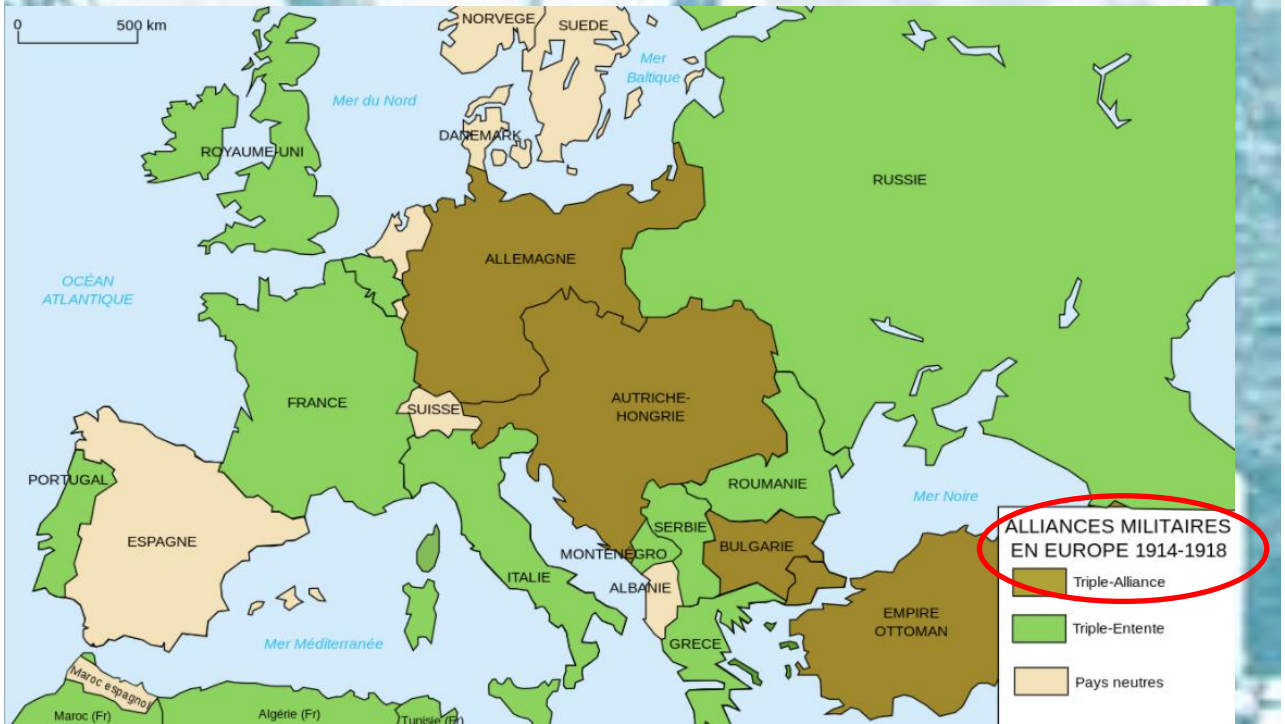 0 500 km
NORVEGE
SUEDE
Mer
Baltique
Mer du Nord
DANEMARK
ROYAUME-UNI
RUSSIE
ALLEMAGNE
OCÉAN
ATLANTIQUE
FRANCE
SUISSE
AUTRICHE-
HONGRIE
PORTUGAL
ROUMANIE
Mer Noire
ESPAGNE
SERBIE
BULGARIE
MONTENEGRO
ITALIE
ALBANIE
EMPIRE
OTTOMAN
Mer Méditerranée
GRECE
Maroc espagnol
Maroc (Fr)
Algérie (Fr)
Tunisie (Fr)
ALLIANCES MILITAIRES
EN EUROPE 1914-1918
Triple-Alliance
Triple-Entente
Pays neutres